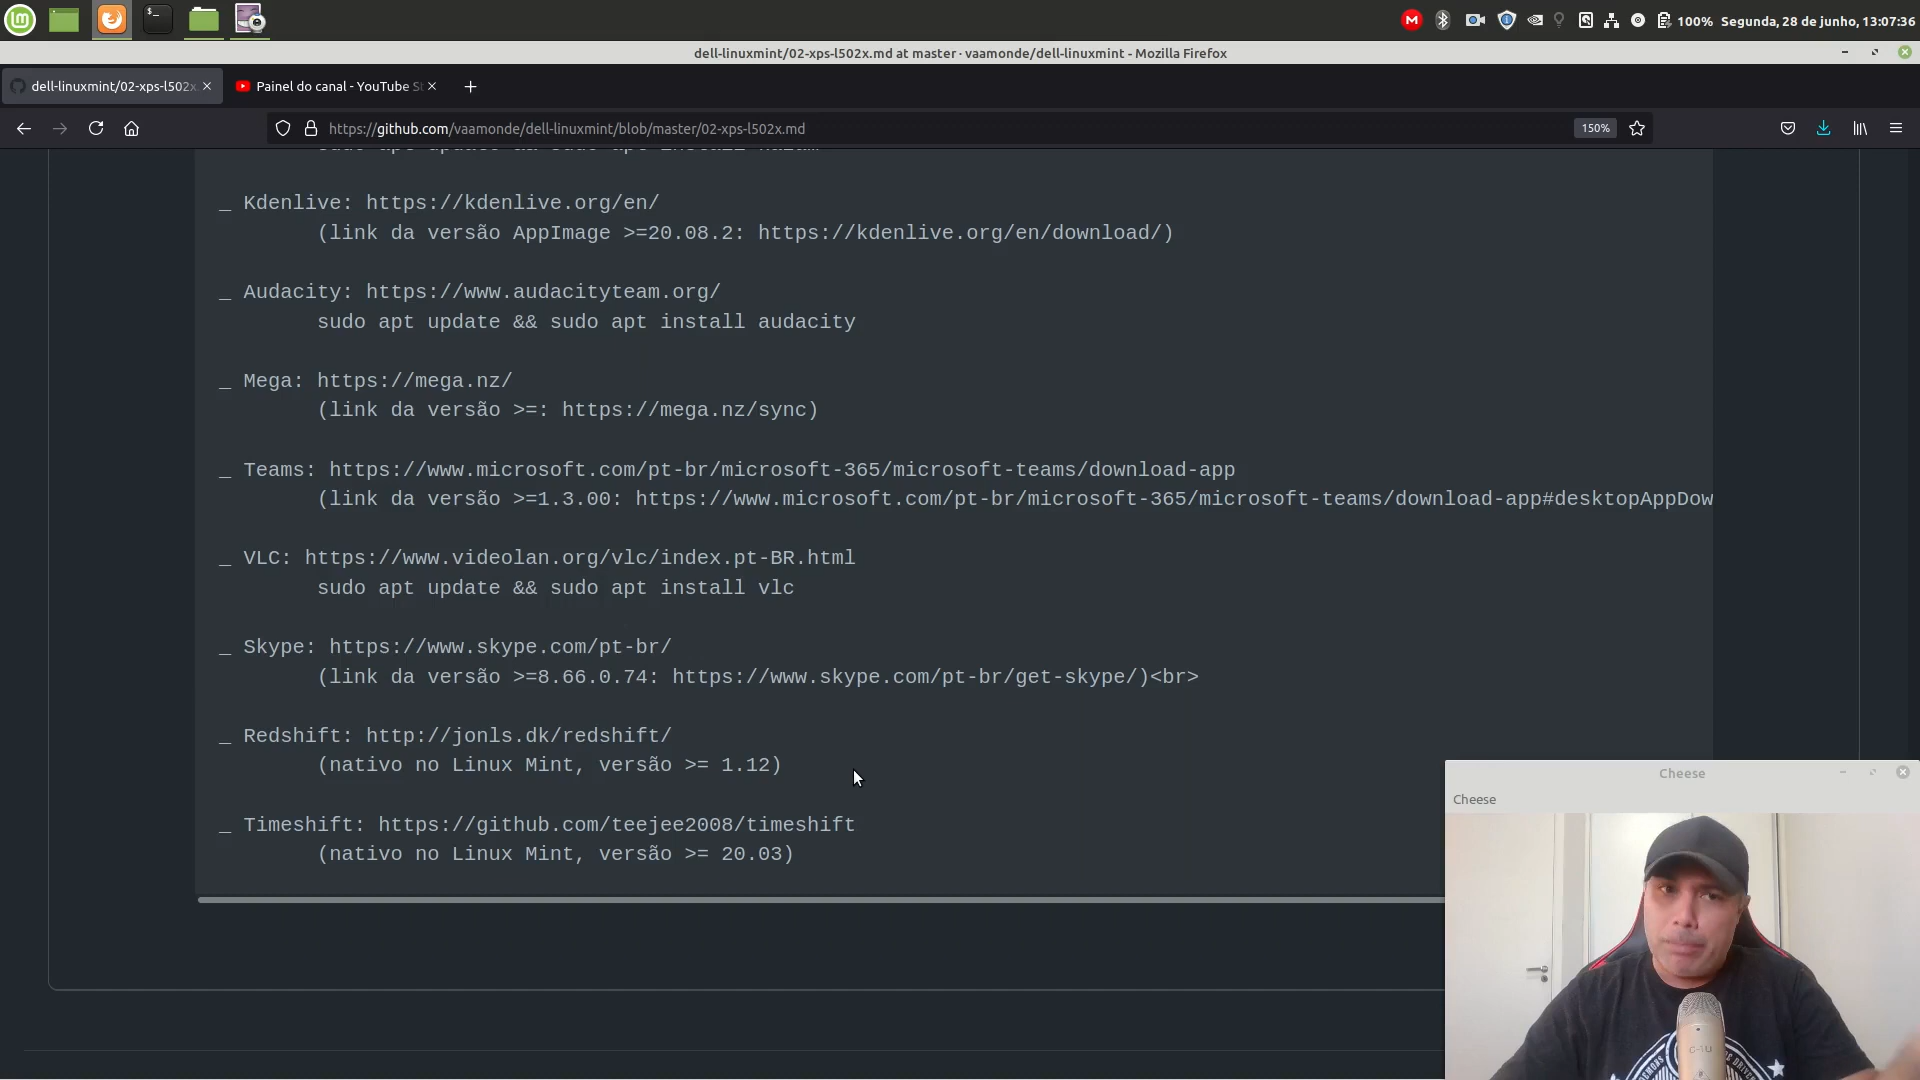 100% Segunda, 28 de junho, 13:07:36
dell-linuxmint/02-xps-l502x.md at master · vaamonde/dell-linuxmint - Mozilla Firefox
dell-linuxmint/02-xps-l502x.
Painel do canal - YouTube St
https://github.com/vaamonde/dell-linuxmint/blob/master/02-xps-l502x.md
150%
_ Kdenlive: https://kdenlive.org/en/
(link da versão AppImage >=20.08.2: https://kdenlive.org/en/download/)
_ Audacity: https://www.audacityteam.org/
sudo apt update && sudo apt install audacity
_ Mega: https://mega.nz/
(link da versão >=: https://mega.nz/sync)
_ Teams: https://www.microsoft.com/pt-br/microsoft-365/microsoft-teams/download-app
(link da versão >=1.3.00: https://www.microsoft.com/pt-br/microsoft-365/microsoft-teams/download-app#desktopAppDow
_ VLC: https://www.videolan.org/vlc/index.pt-BR.html
sudo apt update && sudo apt install vlc
_ Skype: https://www.skype.com/pt-br/
(link da versão >=8.66.0.74: https://www.skype.com/pt-br/get-skype/)<br>
_ Redshift: http://jonls.dk/redshift/
(nativo no Linux Mint, versão >= 1.12)
_ Timeshift: https://github.com/teejee2008/timeshift
(nativo no Linux Mint, versão >= 20.03)
Cheese
Cheese